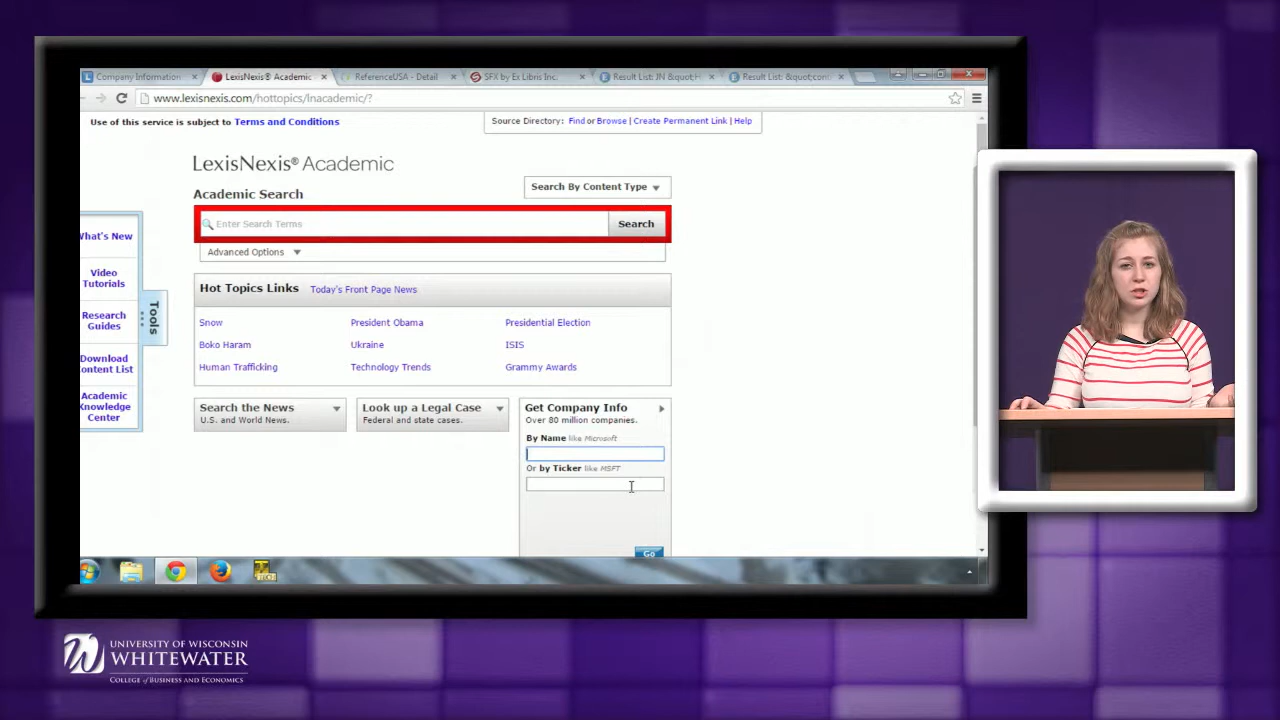 Company Information
LexisNexis® Academic
ReferenceUSA - Detail
SFX by Ex Libris Inc.
Result List: JN &quot;H
Result List: &quot;con
www.lexisnexis.com/hottopics/lnacademic/?
Use of this service is subject to Terms and Conditions
Source Directory: Find or Browse | Create Permanent Link | Help
LexisNexis® Academic
Academic Search
Search By Content Type
Enter Search Terms
Search
Advanced Options
What's New
Video
Tutorials
Research
Guides
Download
Content List
Academic
Knowledge
Center
Tools
Hot Topics Links
Today's Front Page News
Snow
President Obama
Presidential Election
Boko Haram
Ukraine
ISIS
Human Trafficking
Technology Trends
Grammy Awards
Search the News
U.S. and World News.
Look up a Legal Case
Federal and state cases.
Get Company Info
Over 80 million companies.
By Name like Microsoft
Or by Ticker like MSFT
Go
UNIVERSITY OF WISCONSIN
WHITEWATER
COLLEGE of BUSINESS AND ECONOMICS